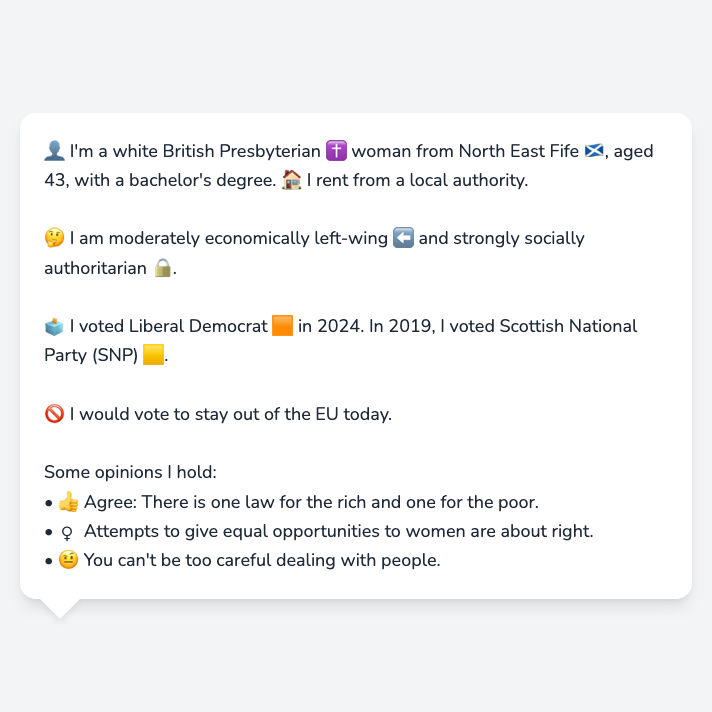 👤 I'm a white British Presbyterian ✝️ woman from North East Fife 🏴󠁧󠁢󠁳󠁣󠁴󠁿, aged
43, with a bachelor's degree. 🏠 I rent from a local authority.
🤔 I am moderately economically left-wing ⬅️ and strongly socially
authoritarian 🔒.
🗳️ I voted Liberal Democrat 🟧 in 2024. In 2019, I voted Scottish National
Party (SNP) 🟨.
🚫 I would vote to stay out of the EU today.
Some opinions I hold:
• 👍 Agree: There is one law for the rich and one for the poor.
• ♀ Attempts to give equal opportunities to women are about right.
• 🤨 You can't be too careful dealing with people.